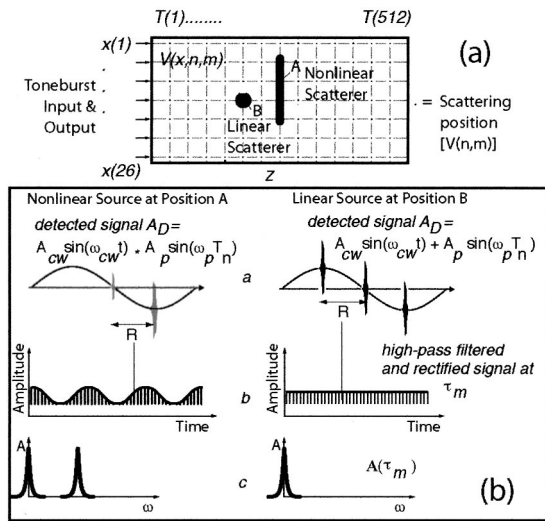 T(1)........ T(512)
x(1)
V(x,n,m)
(a)
A
Nonlinear
Scatterer
Toneburst
Input &
Output
B
Linear
Scatterer
. = Scattering
position
[V(n,m)]
x(26)
z
Nonlinear Source at Position A
detected signal A_D=
A_cw sin(ω_cw t) * A_p sin(ω_p T_n)
R
Amplitude
Time
A
ω
a
b
c
Linear Source at Position B
detected signal A_D=
A_cw sin(ω_cw t) + A_p sin(ω_p T_n)
R
high-pass filtered
and rectified signal at
τ_m
Amplitude
Time
A
A(τ_m)
ω
(b)